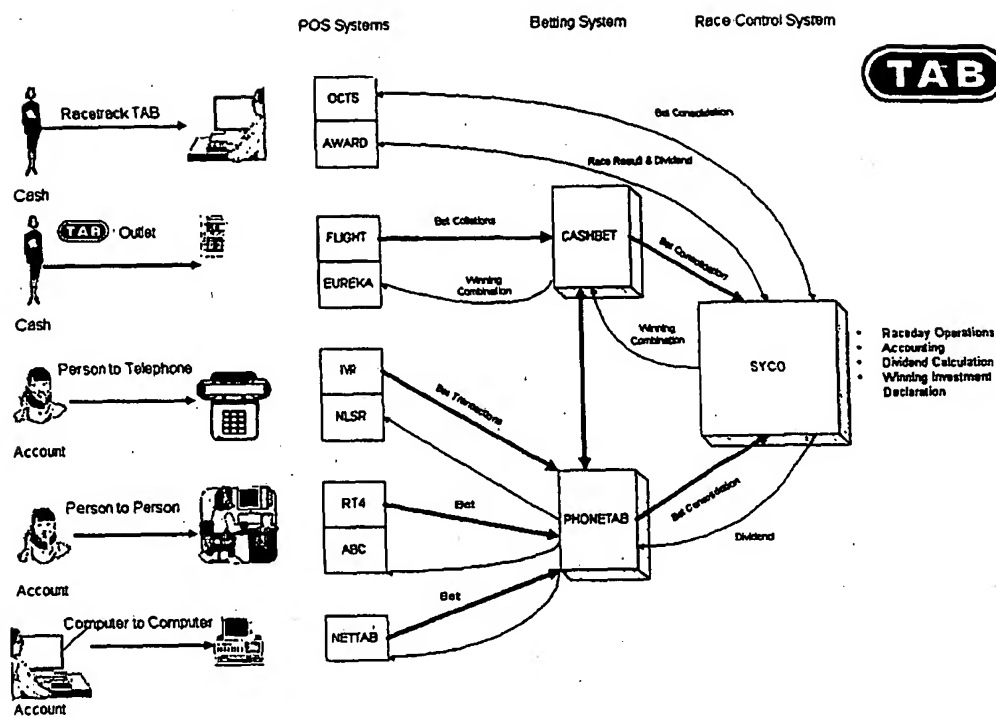 POS Systems
Betting System
Race Control System
TAB
Racetrack TAB
Cash
OCTS
AWARD
Bet Consolidation
Race Result & Dividend
TAB Outlet
Cash
FLIGHT
EUREKA
Bet Collations
Winning
Combination
CASHBET
Bet Consolidation
Winning
Combination
SYCO
• Raceday Operations
• Accounting
• Dividend Calculation
• Winning Investment
Declaration
Person to Telephone
Account
IVR
NLSR
Bet Transactions
Person to Person
Account
RT4
ABC
Bet
PHONETAB
Bet Consolidation
Dividend
Computer to Computer
Account
NETTAB
Bet